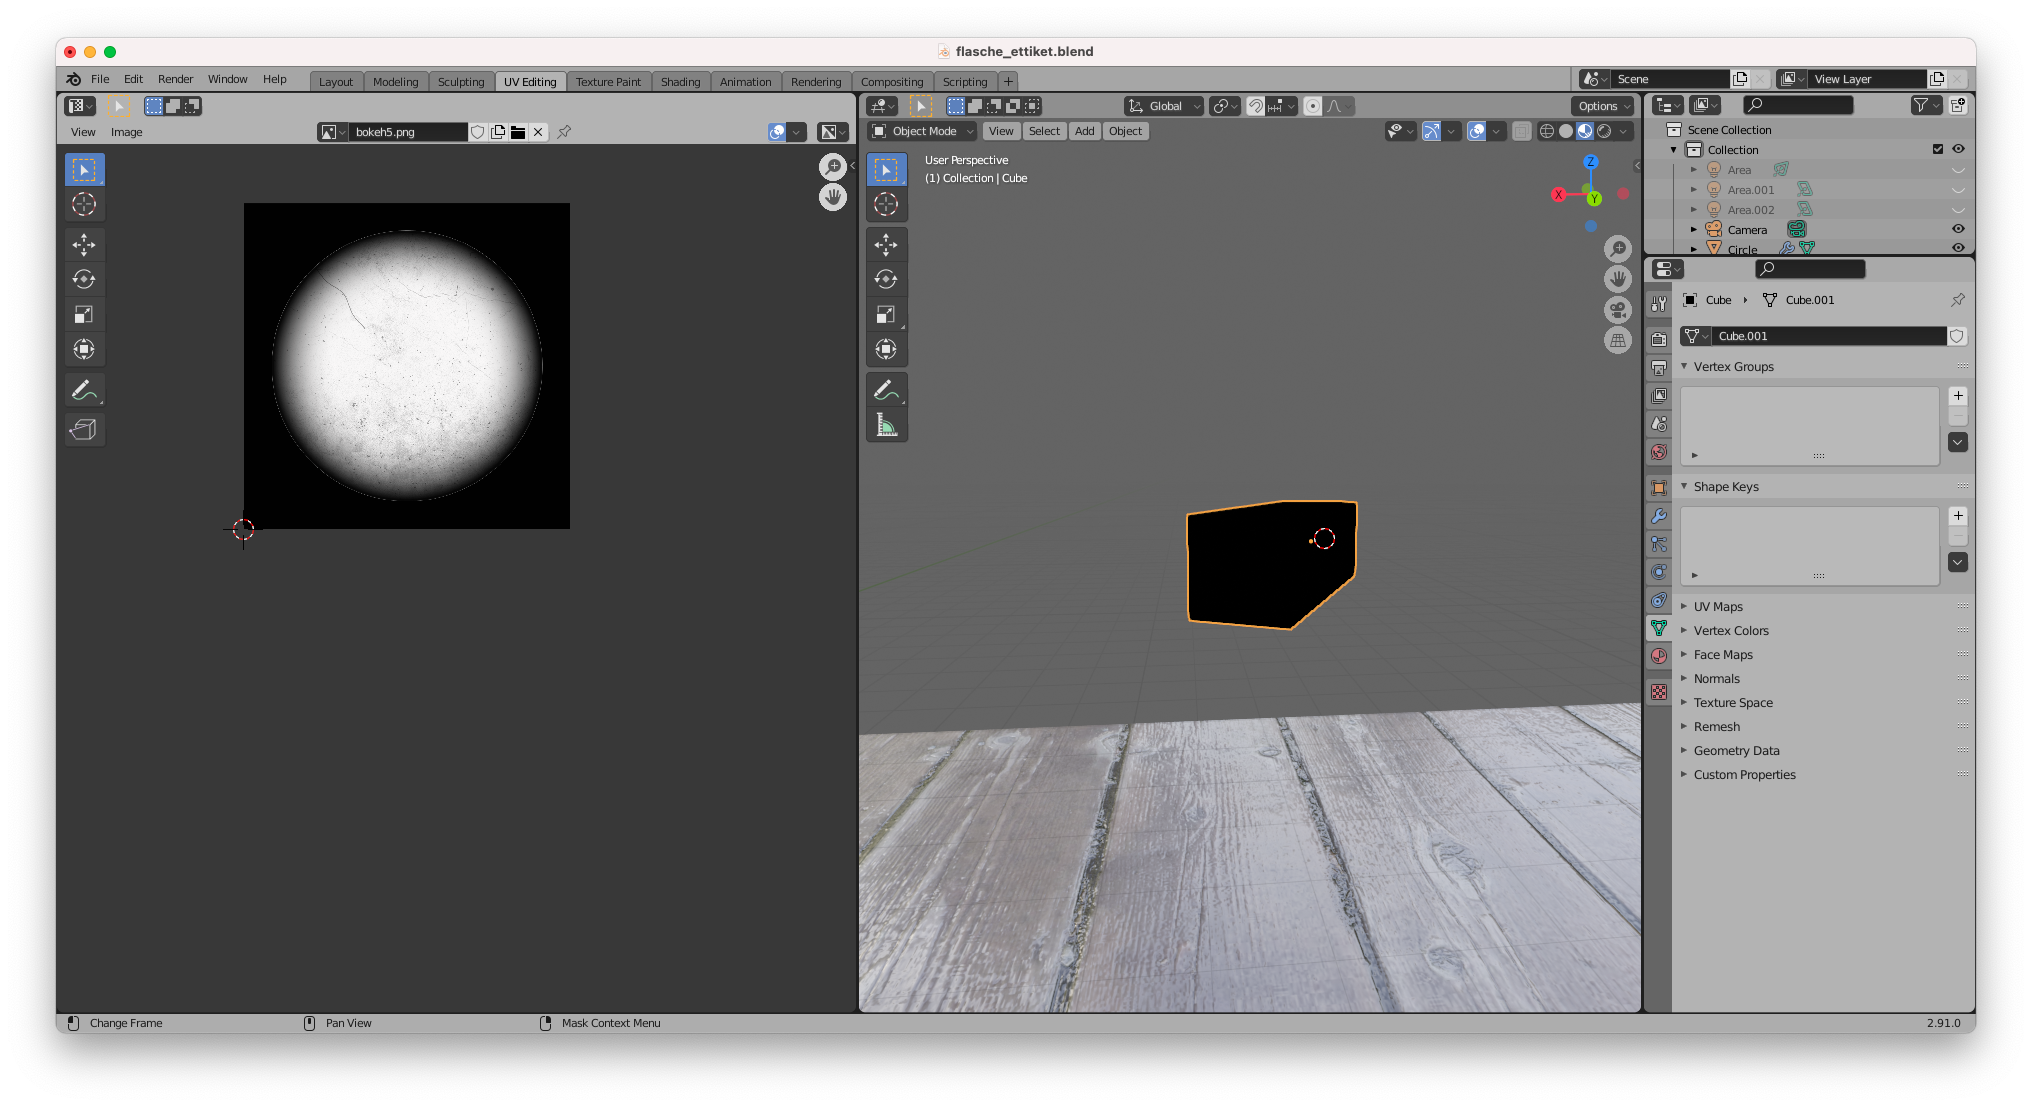 flasche_ettiket.blend
File Edit Render Window Help Layout Modeling Sculpting UV Editing Texture Paint Shading Animation Rendering Compositing Scripting + Scene View Layer
Global Options
View Image bokeh5.png Object Mode View Select Add Object
User Perspective
(1) Collection | Cube
Z
X
Y
Scene Collection
Collection
Area
Area.001
Area.002
Camera
Circle
Cube Cube.001
Cube.001
Vertex Groups
Shape Keys
UV Maps
Vertex Colors
Face Maps
Normals
Texture Space
Remesh
Geometry Data
Custom Properties
Change Frame Pan View Mask Context Menu 2.91.0